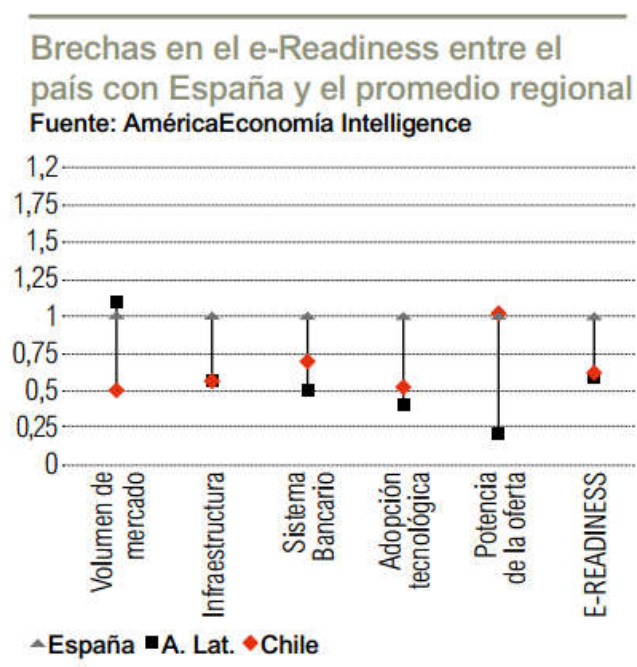 Brechas en el e-Readiness entre el
país con España y el promedio regional
Fuente: AméricaEconomía Intelligence
1,2
1,75
1,5
1,25
1
0,75
0,5
0,25
0
Volumen de
mercado
Infraestructura
Sistema
Bancario
Adopción
tecnológica
Potencia
de la oferta
E-READINESS
España A. Lat. Chile